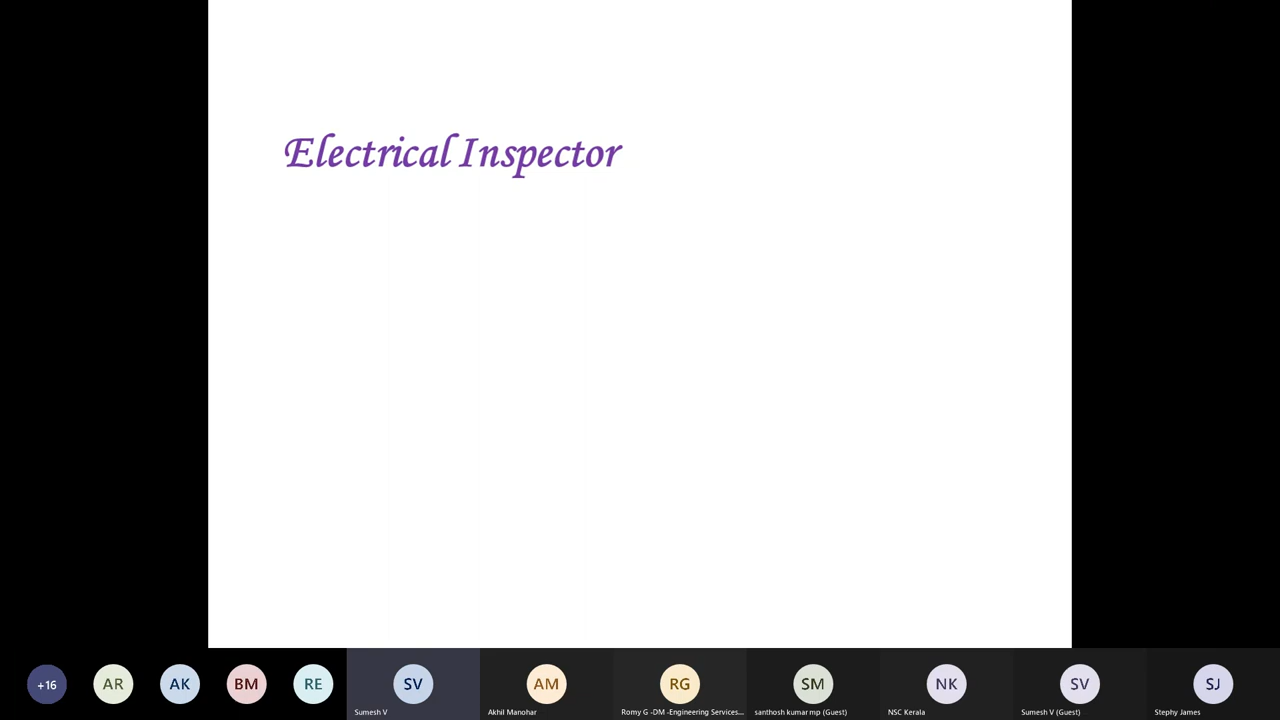 Electrical Inspector
+16
AR
AK
BM
RE
SV
AM
RG
SM
NK
SV
SJ
Sumesh V
Akhil Manohar
Romy G -DM -Engineering Services...
santhosh kumar mp (Guest)
NSC Kerala
Sumesh V (Guest)
Stephy James